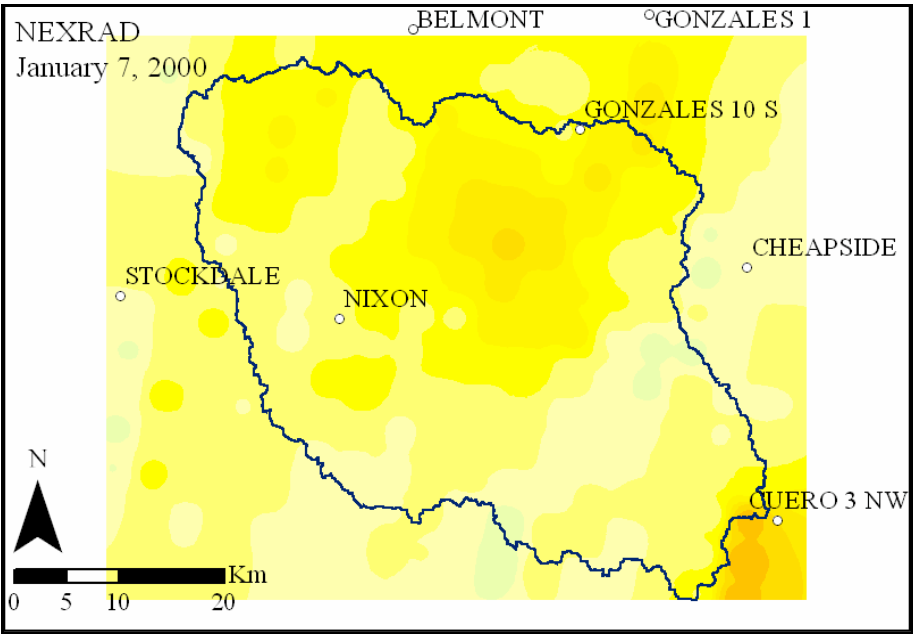 NEXRAD
January 7, 2000
BELMONT
GONZALES 1
GONZALES 10 S
CHEAPSIDE
STOCKDALE
NIXON
CUERO 3 NW
N
Km
0 5 10 20